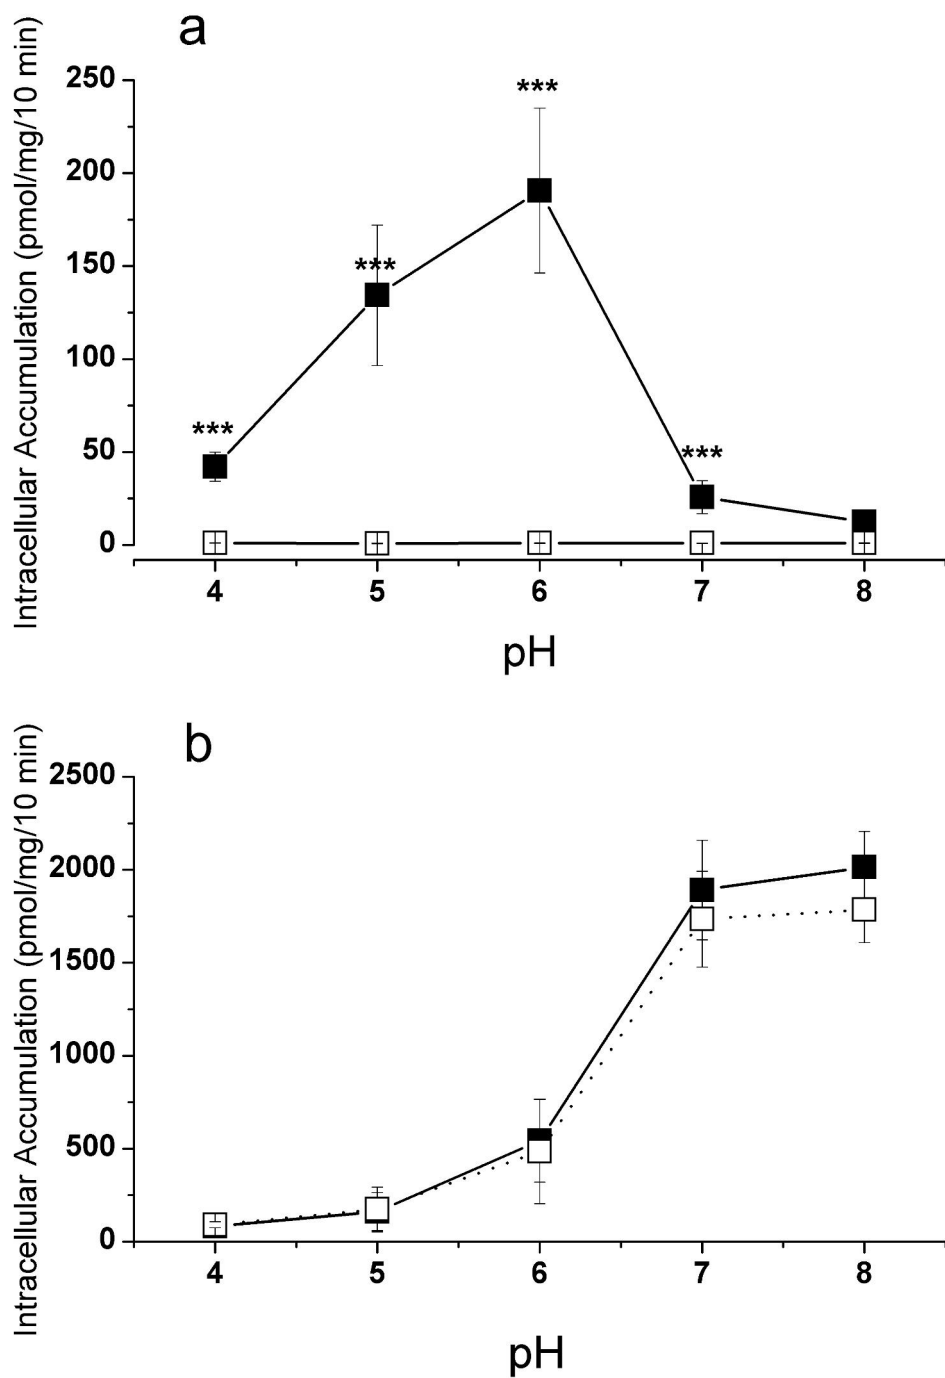 a
Intracellular Accumulation (pmol/mg/10 min)
250
200
150
100
50
0
***
***
***
***
4 5 6 7 8
pH
b
Intracellular Accumulation (pmol/mg/10 min)
2500
2000
1500
1000
500
0
4 5 6 7 8
pH